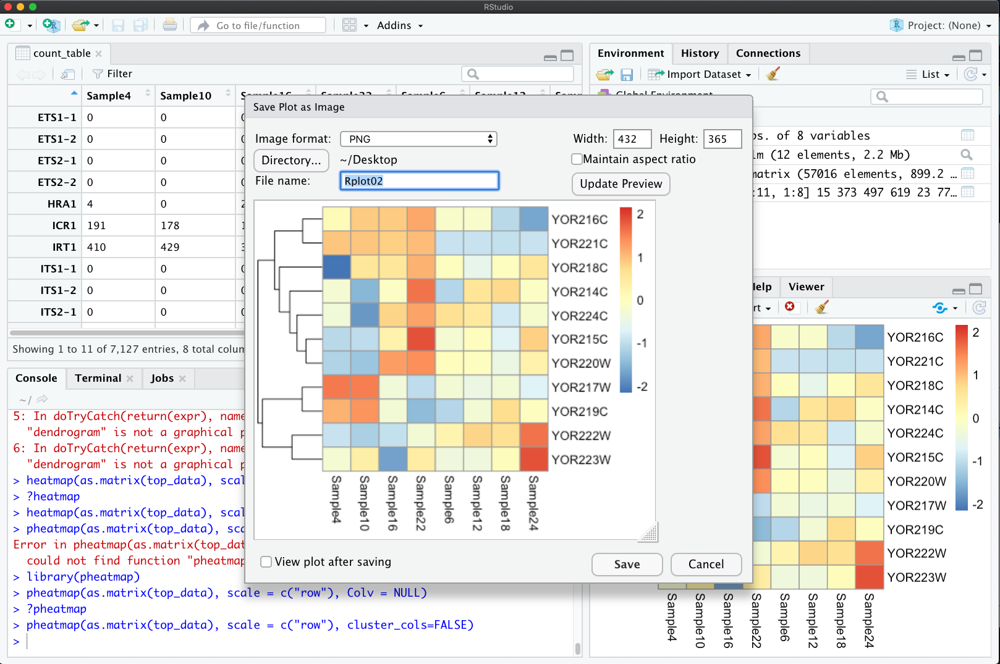 RStudio
Go to file/function
Addins
Project: (None)
count_table
Filter
Sample4 Sample10
ETS1-1 0 0
ETS1-2 0 0
ETS2-1 0 0
ETS2-2 0 0
HRA1 4 0
ICR1 191 178
IRT1 410 429
ITS1-1 0 0
ITS1-2 0 0
ITS2-1 0 0
Showing 1 to 11 of 7,127 entries, 8 total colum
Environment History Connections
Import Dataset
List
Global Environment
bs. of 8 variables
lm (12 elements, 2.2 Mb)
matrix (57016 elements, 899.2 …
:11, 1:8] 15 373 497 619 23 77…
Save Plot as Image
Image format: PNG
Width: 432 Height: 365
Directory... ~/Desktop
Maintain aspect ratio
File name: Rplot02
Update Preview
YOR216C
YOR221C
YOR218C
YOR214C
YOR224C
YOR215C
YOR220W
YOR217W
YOR219C
YOR222W
YOR223W
2
1
0
-1
-2
Sample4 Sample10 Sample16 Sample22 Sample6 Sample12 Sample18 Sample24
View plot after saving
Save Cancel
Console Terminal Jobs
~/
5: In doTryCatch(return(expr), name
"dendrogram" is not a graphical p
6: In doTryCatch(return(expr), name
"dendrogram" is not a graphical p
> heatmap(as.matrix(top_data), scal
> ?heatmap
> heatmap(as.matrix(top_data), scal
> pheatmap(as.matrix(top_data), sca
Error in pheatmap(as.matrix(top_dat
could not find function "pheatmap
> library(pheatmap)
> pheatmap(as.matrix(top_data), scale = c("row"), Colv = NULL)
> ?pheatmap
> pheatmap(as.matrix(top_data), scale = c("row"), cluster_cols=FALSE)
>
elp Viewer
rt
YOR216C
YOR221C
YOR218C
YOR214C
YOR224C
YOR215C
YOR220W
YOR217W
YOR219C
YOR222W
YOR223W
2
1
0
-1
-2
Sample4 Sample10 Sample16 Sample22 Sample6 Sample12 Sample18 Sample24